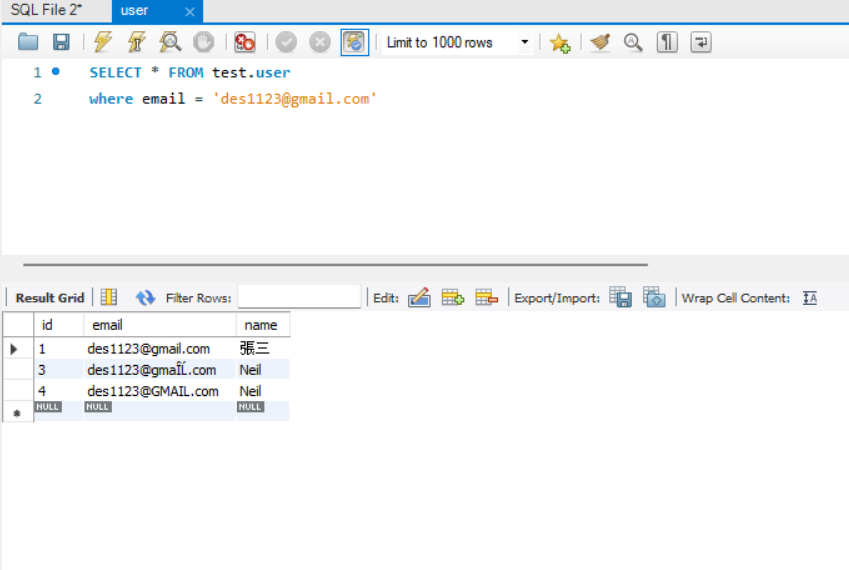 SQL File 2* user
Limit to 1000 rows
1 SELECT * FROM test.user
2 where email = 'des1123@gmail.com'
Result Grid Filter Rows: Edit: Export/Import: Wrap Cell Content:
id email name
1 des1123@gmail.com 張三
3 des1123@gmaÎĹ.com Neil
4 des1123@GMAIL.com Neil
NULL NULL NULL